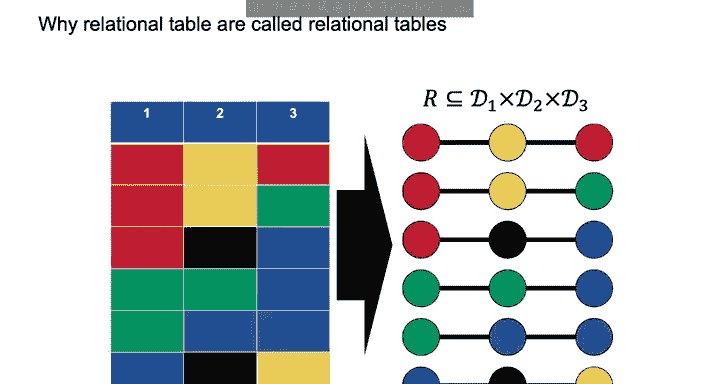 Why relational table are called relational tables
1 2 3
R ⊆ 𝒟₁×𝒟₂×𝒟₃